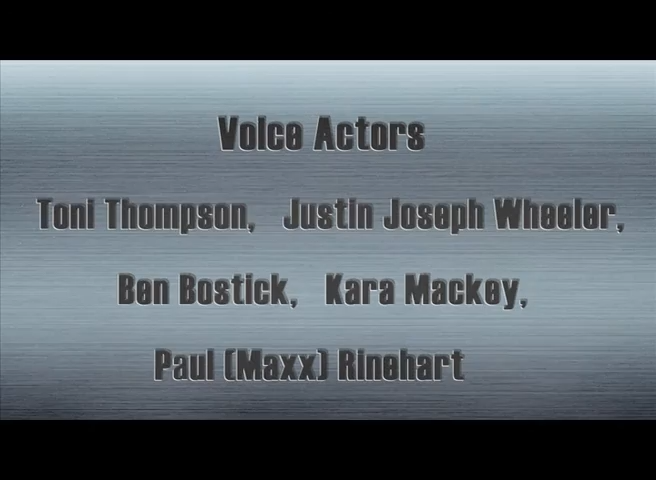 Voice Actors
Toni Thompson, Justin Joseph Wheeler,
Ben Bostick, Kara Mackey,
Paul (Maxx) Rinehart